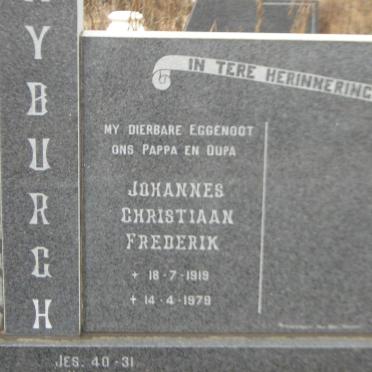 YBURGH
IN TERE HERINNERING
MY DIERBARE EGGENOOT
ONS PAPPA EN OUPA
JOHANNES
CHRISTIAAN
FREDERIK
+ 18-7-1919
+ 14-4-1979
JES. 40-31